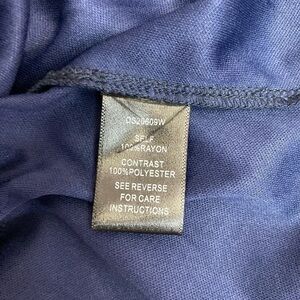 DS20609W
SELF
100%RAYON
CONTRAST
100%POLYESTER
SEE REVERSE
FOR CARE
INSTRUCTIONS